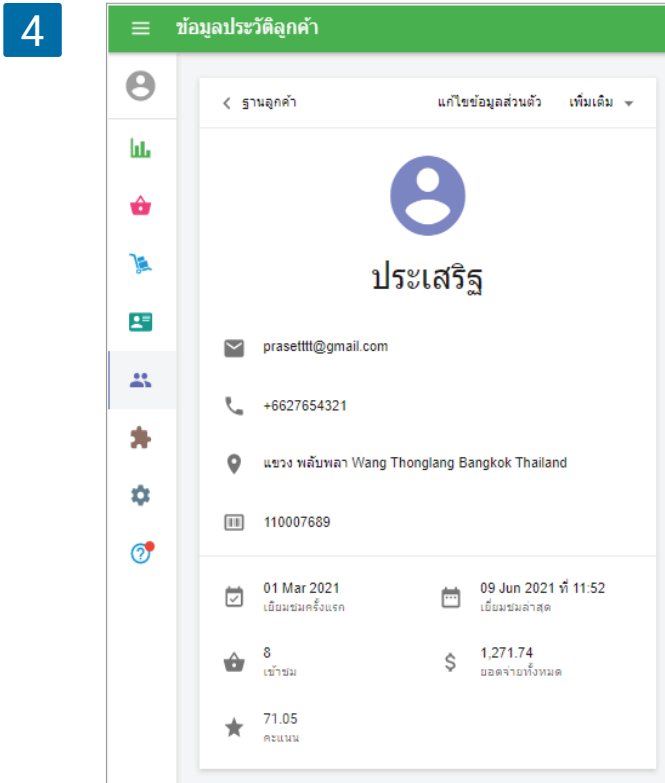 4
ข้อมูลประวัติลูกค้า
ฐานลูกค้า
แก้ไขข้อมูลส่วนตัว
เพิ่มเติม
ประเสริฐ
prasetttt@gmail.com
+6627654321
แขวง พลับพลา Wang Thonglang Bangkok Thailand
110007689
01 Mar 2021
เยี่ยมชมครั้งแรก
09 Jun 2021 ที่ 11:52
เยี่ยมชมล่าสุด
8
เข้าชม
1,271.74
ยอดจ่ายทั้งหมด
71.05
คะแนน